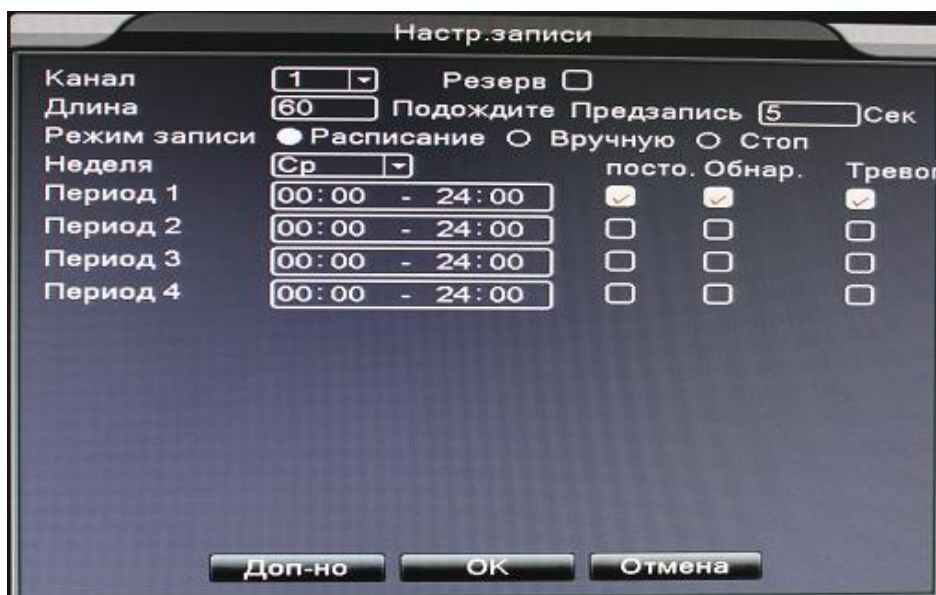 Настр.записи
Канал 1 Резерв
Длина 60 Подождите Предзапись 5 Сек
Режим записи Расписание Вручную Стоп
Неделя Ср посто. Обнар. Тревог
Период 1 00:00 - 24:00
Период 2 00:00 - 24:00
Период 3 00:00 - 24:00
Период 4 00:00 - 24:00
Доп-но OK Отмена